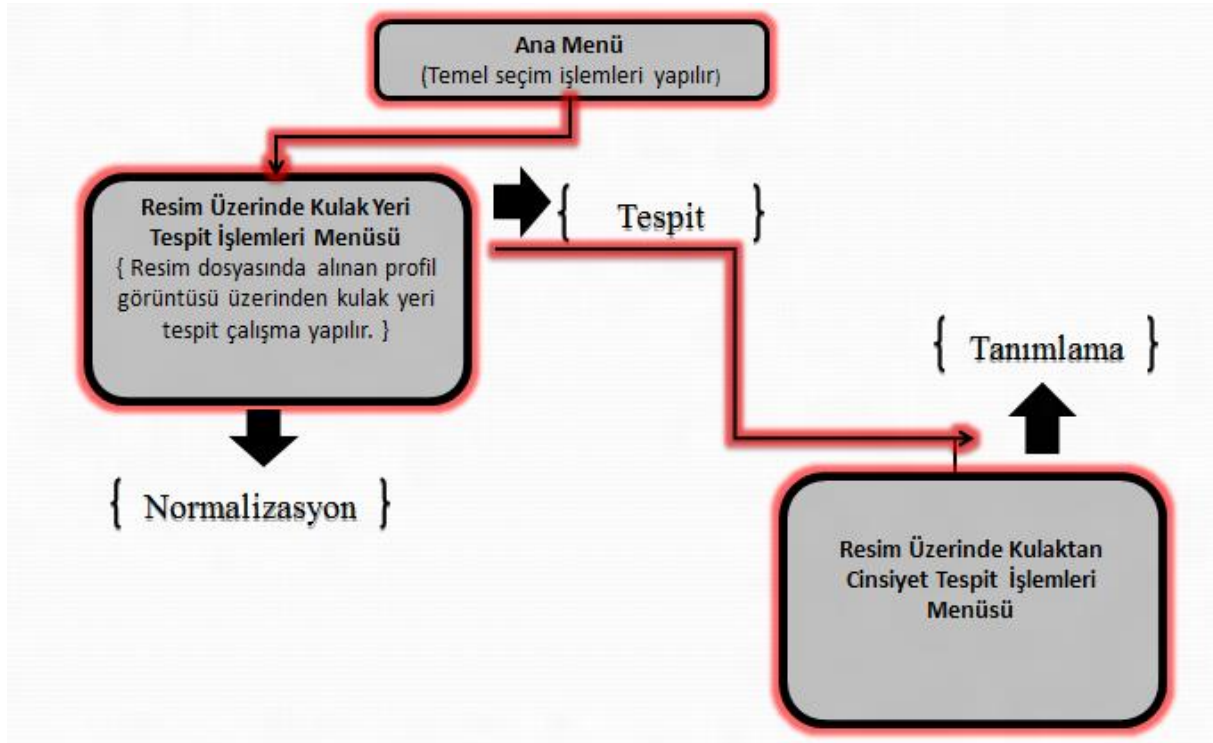 Ana Menü
(Temel seçim işlemleri yapılır)
Resim Üzerinde Kulak Yeri
Tespit İşlemleri Menüsü
{ Resim dosyasında alınan profil
görüntüsü üzerinden kulak yeri
tespit çalışma yapılır. }
{ Tespit }
{ Normalizasyon }
{ Tanımlama }
Resim Üzerinde Kulaktan
Cinsiyet Tespit İşlemleri
Menüsü